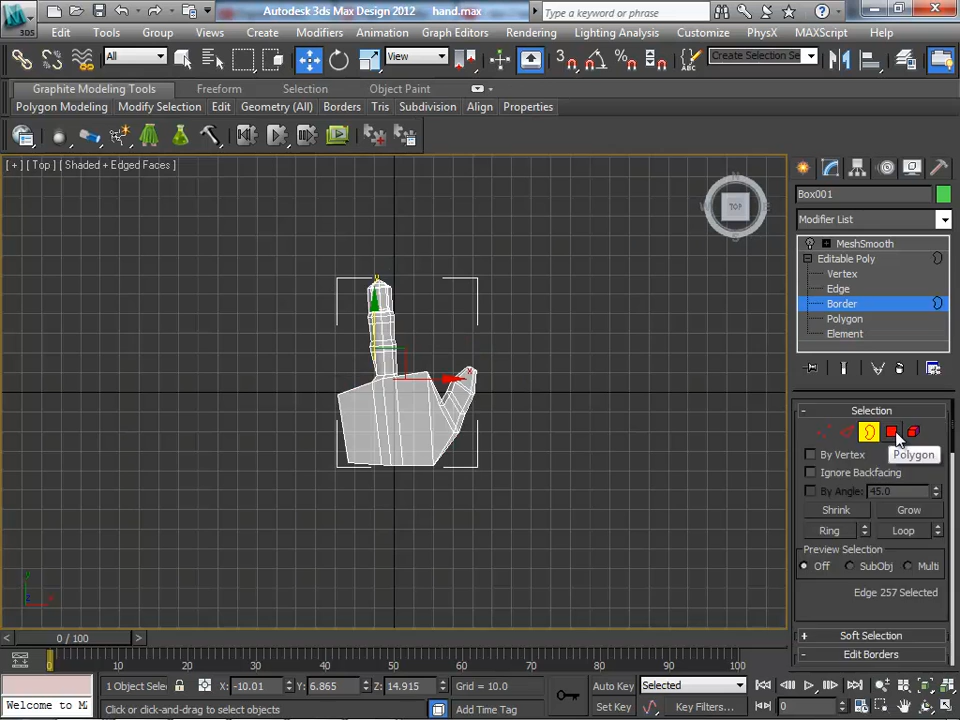 Autodesk 3ds Max Design 2012 hand.max
Type a keyword or phrase
3DS
Edit Tools Group Views Create Modifiers Animation Graph Editors Rendering Lighting Analysis Customize PhysX MAXScript Help
All
View
3
Create Selection Se
Graphite Modeling Tools Freeform Selection Object Paint
Polygon Modeling Modify Selection Edit Geometry (All) Borders Tris Subdivision Align Properties
[ + ] [ Top ] [ Shaded + Edged Faces ]
TOP
Box001
Modifier List
MeshSmooth
Editable Poly
Vertex
Edge
Border
Polygon
Element
Selection
By Vertex
Polygon
Ignore Backfacing
By Angle: 45.0
Shrink Grow
Ring Loop
Preview Selection
Off SubObj Multi
Edge 257 Selected
Soft Selection
Edit Borders
y
x
0 / 100
0 10 20 30 40 50 60 70 80 90 100
1 Object Selec
X: -10.01 Y: 6.865 Z: 14.915 Grid = 10.0
Auto Key Selected
Welcome to M
Click or click-and-drag to select objects
Add Time Tag
Set Key Key Filters...
0